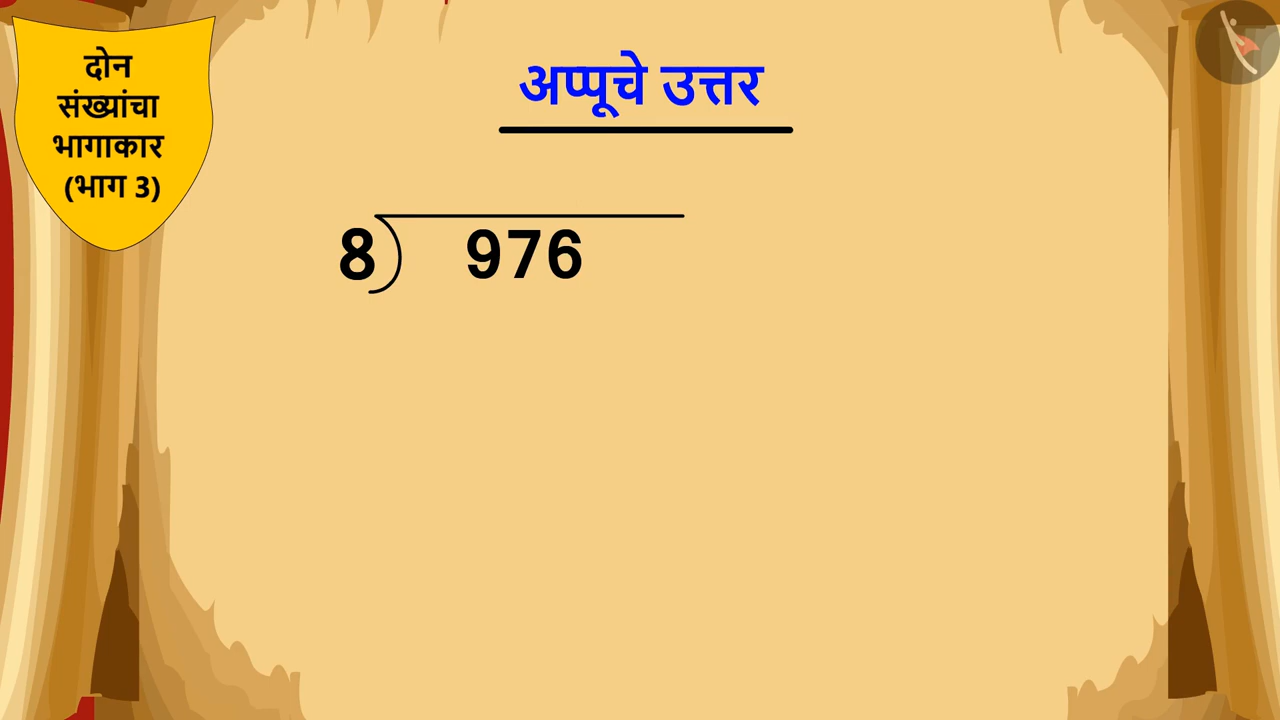 दोन
संख्यांचा
भागाकार
(भाग 3)
अप्पूचे उत्तर
8) 976